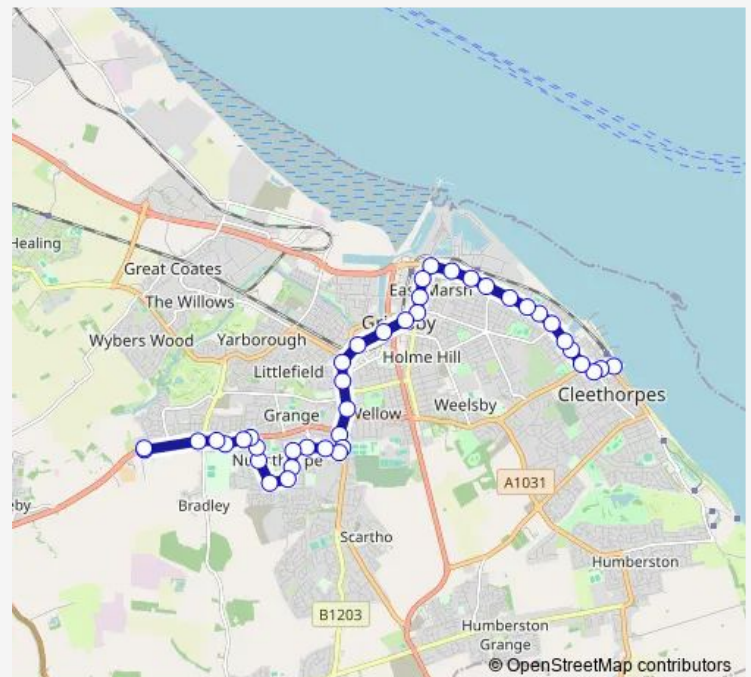 Healing
Great Coates
The Willows
East Marsh
Grimsby
Wybers Wood
Yarborough
Holme Hill
Littlefield
Cleethorpes
Grange
Wellow
Weelsby
Nunsthorpe
A1031
Bradley
Scartho
Humberston
B1203
Humberston
Grange
© OpenStreetMap contributors